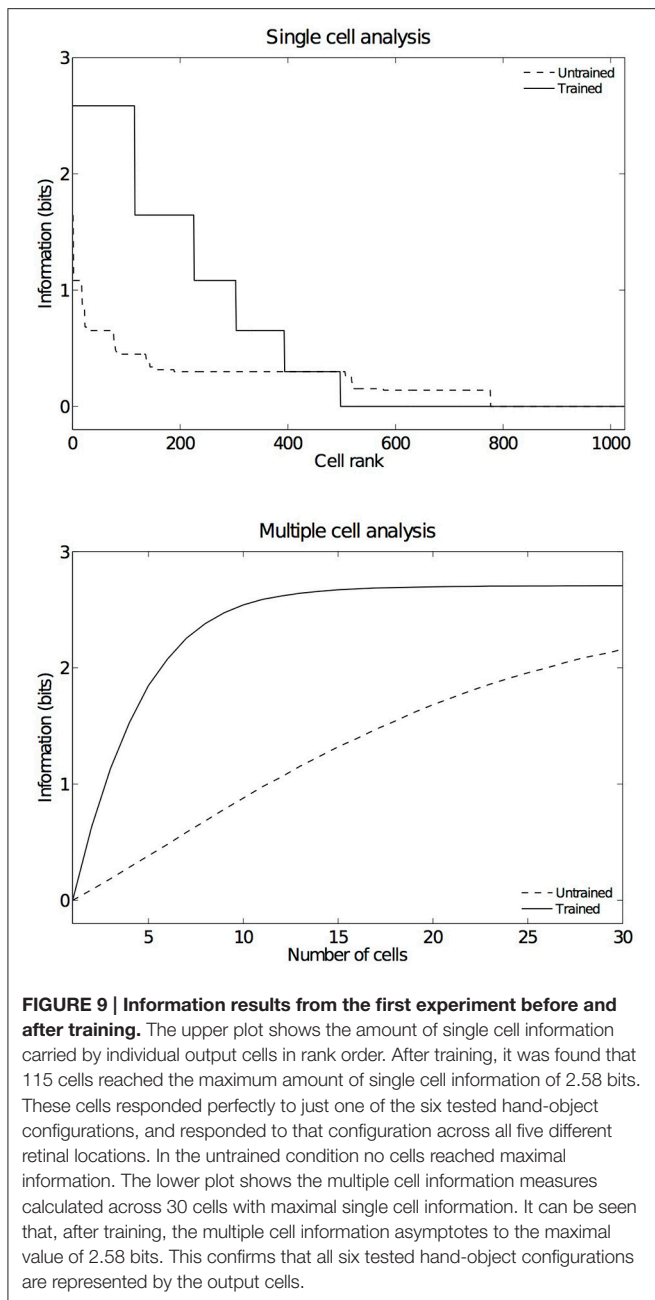 Single cell analysis
3
2
1
0
Information (bits)
Untrained
Trained
0 200 400 600 800 1000
Cell rank
Multiple cell analysis
3
2
1
0
Information (bits)
Untrained
Trained
5 10 15 20 25 30
Number of cells
FIGURE 9 | Information results from the first experiment before and
after training. The upper plot shows the amount of single cell information
carried by individual output cells in rank order. After training, it was found that
115 cells reached the maximum amount of single cell information of 2.58 bits.
These cells responded perfectly to just one of the six tested hand-object
configurations, and responded to that configuration across all five different
retinal locations. In the untrained condition no cells reached maximal
information. The lower plot shows the multiple cell information measures
calculated across 30 cells with maximal single cell information. It can be seen
that, after training, the multiple cell information asymptotes to the maximal
value of 2.58 bits. This confirms that all six tested hand-object configurations
are represented by the output cells.